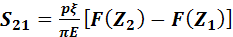 S₂₁ = pξ/πE [F(Z₂) − F(Z₁)]